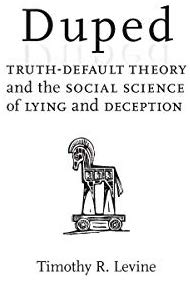 Duped
TRUTH-DEFAULT THEORY
and the SOCIAL SCIENCE
of LYING and DECEPTION
Timothy R. Levine